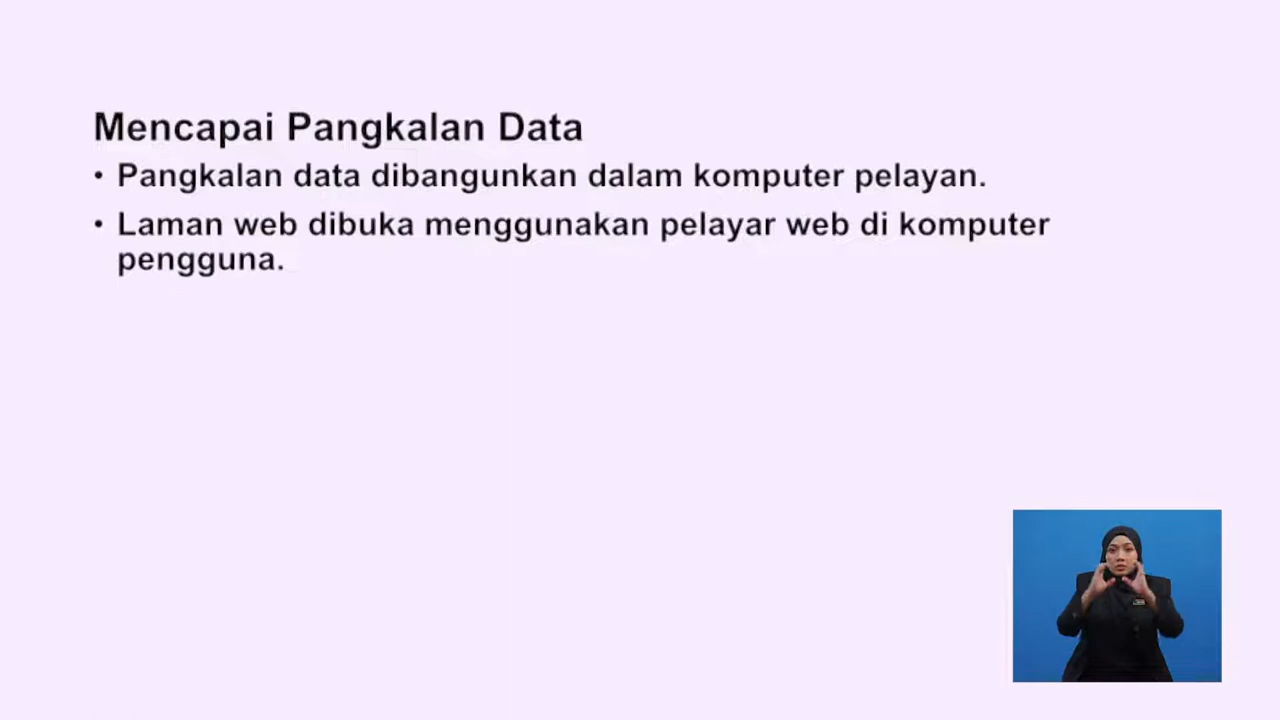 Mencapai Pangkalan Data
• Pangkalan data dibangunkan dalam komputer pelayan.
• Laman web dibuka menggunakan pelayar web di komputer
pengguna.